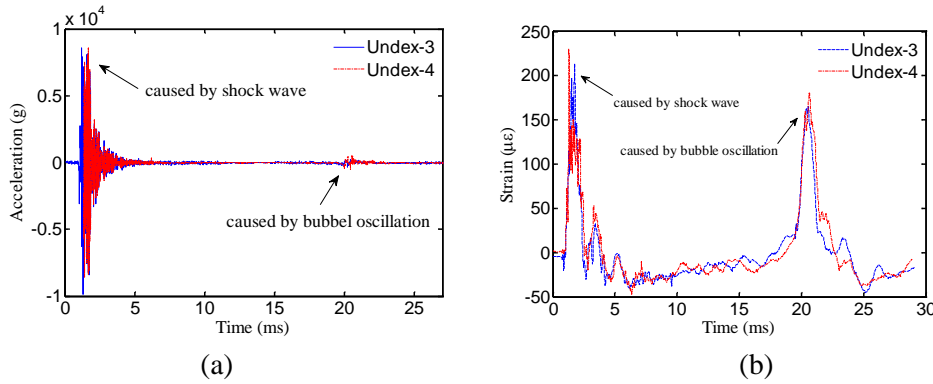 1 x 10^4
Undex-3
Undex-4
caused by shock wave
caused by bubbel oscillation
Acceleration (g)
1
0.5
0
-0.5
-1
0 5 10 15 20 25
Time (ms)
(a)
Undex-3
Undex-4
caused by shock wave
caused by bubble oscillation
Strain (με)
250
200
150
100
50
0
-50
0 5 10 15 20 25 30
Time (ms)
(b)